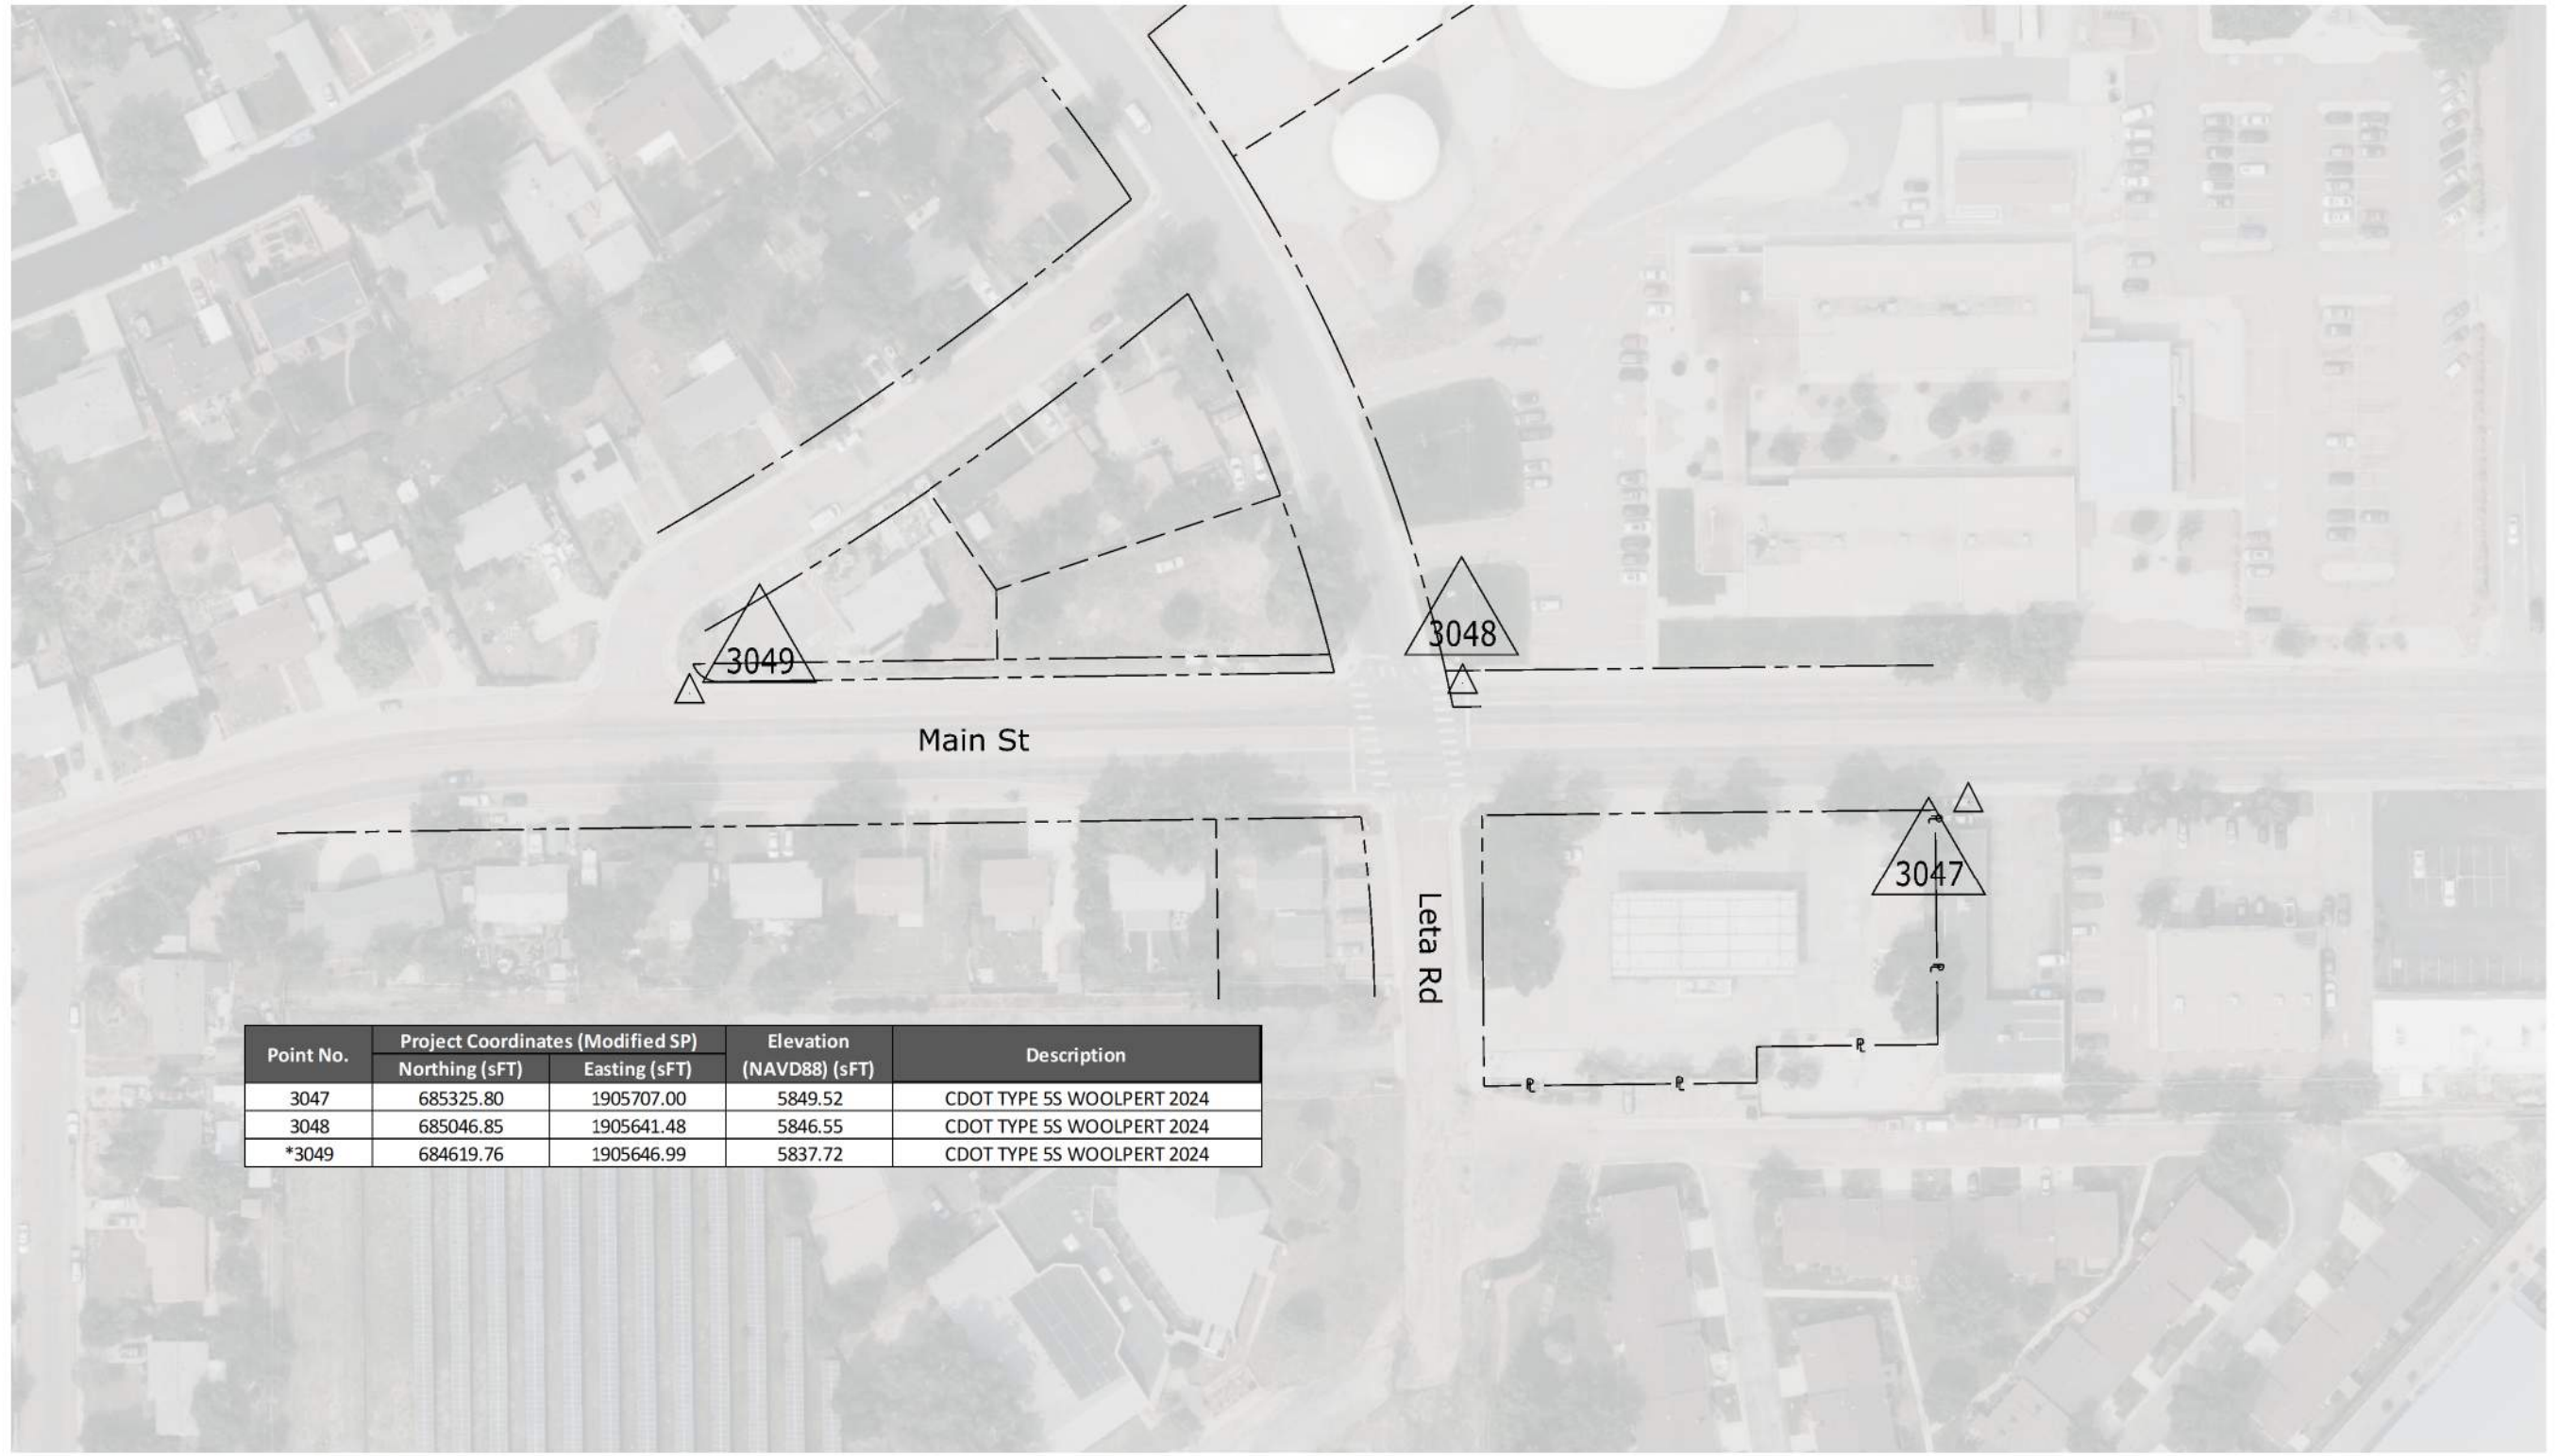 3049
3048
Main St
3047
Leta Rd
℄
℄
℄
℄
℄
Point No. Project Coordinates (Modified SP) Elevation (NAVD88) (sFT) Description
Northing (sFT) Easting (sFT)
3047 685325.80 1905707.00 5849.52 CDOT TYPE 5S WOOLPERT 2024
3048 685046.85 1905641.48 5846.55 CDOT TYPE 5S WOOLPERT 2024
*3049 684619.76 1905646.99 5837.72 CDOT TYPE 5S WOOLPERT 2024